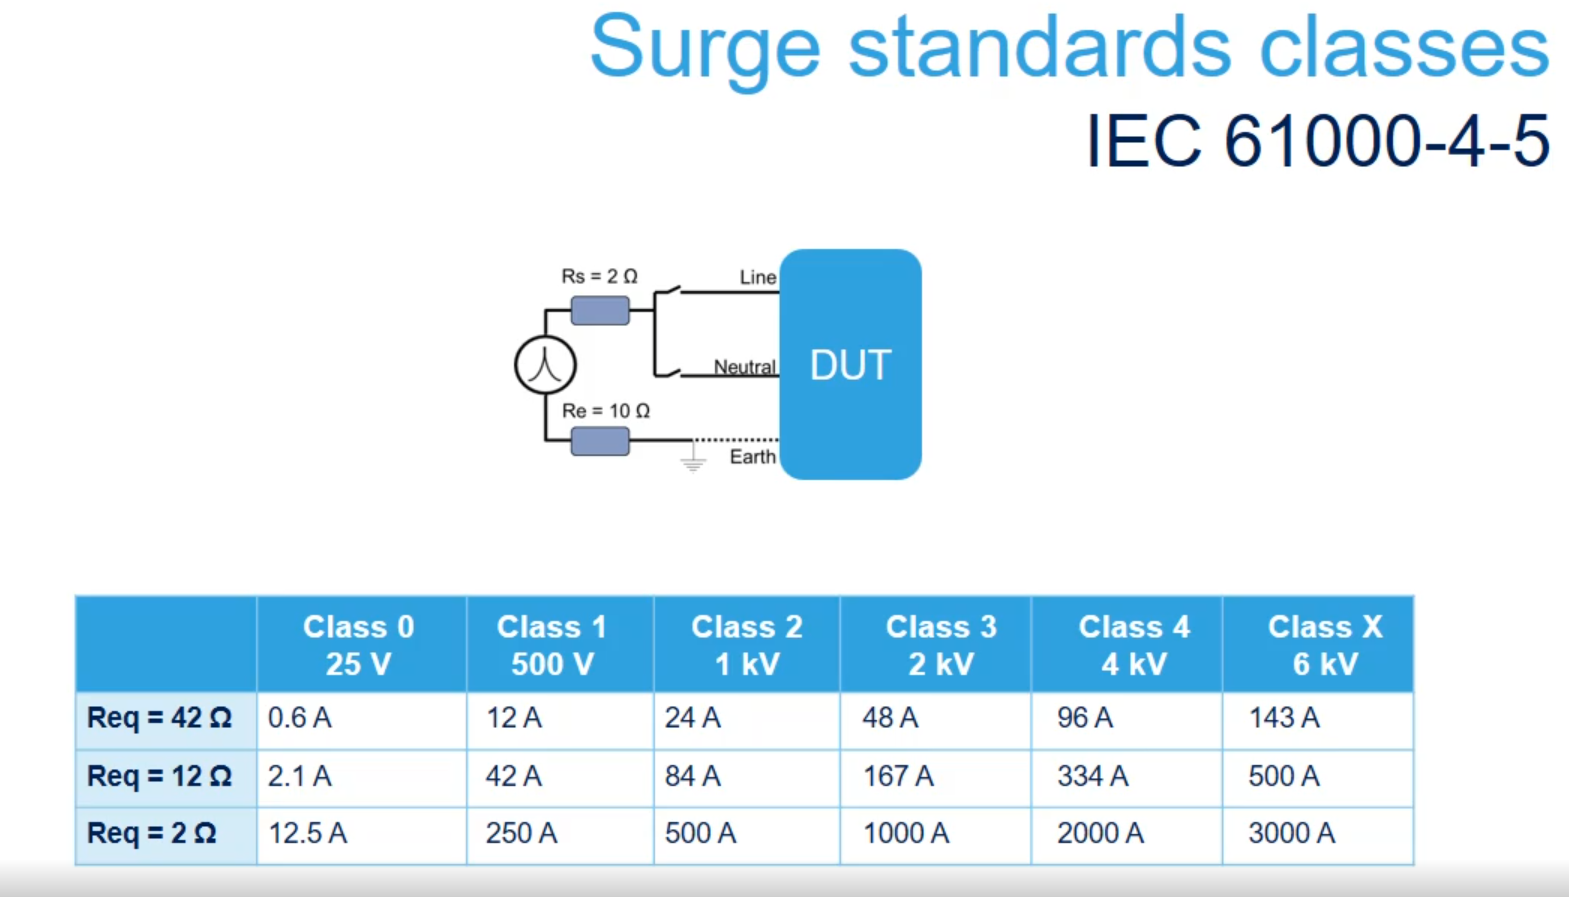 Surge standards classes
IEC 61000-4-5
Rs = 2 Ω
Line
Neutral
DUT
Re = 10 Ω
Earth
Class 0 Class 1 Class 2 Class 3 Class 4 Class X
25 V 500 V 1 kV 2 kV 4 kV 6 kV
Req = 42 Ω 0.6 A 12 A 24 A 48 A 96 A 143 A
Req = 12 Ω 2.1 A 42 A 84 A 167 A 334 A 500 A
Req = 2 Ω 12.5 A 250 A 500 A 1000 A 2000 A 3000 A